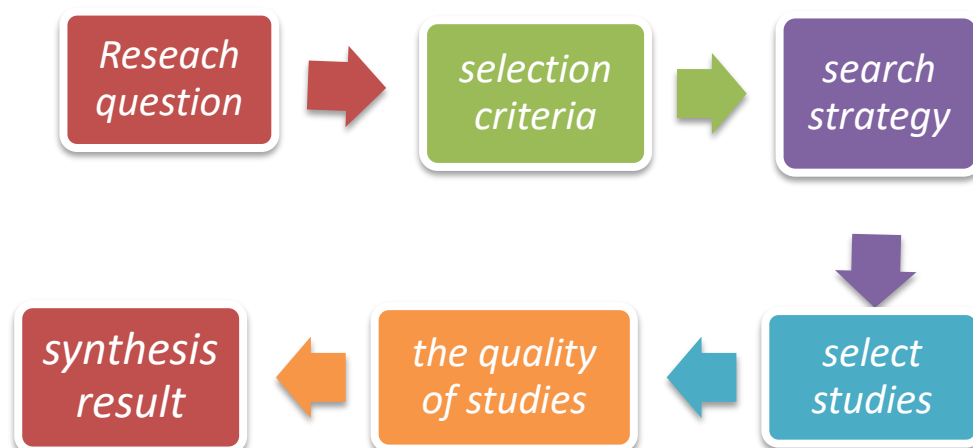 Reseach
question
selection
criteria
search
strategy
select
studies
the quality
of studies
synthesis
result